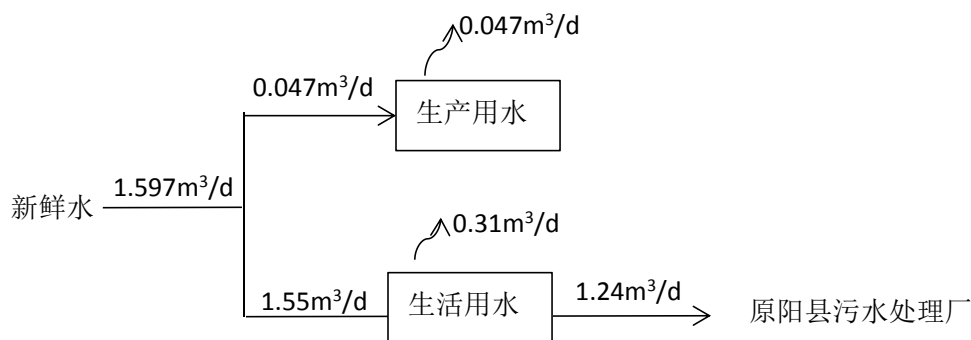 0.047m³/d
0.047m³/d
生产用水
新鲜水
1.597m³/d
0.31m³/d
1.55m³/d
生活用水
1.24m³/d
原阳县污水处理厂